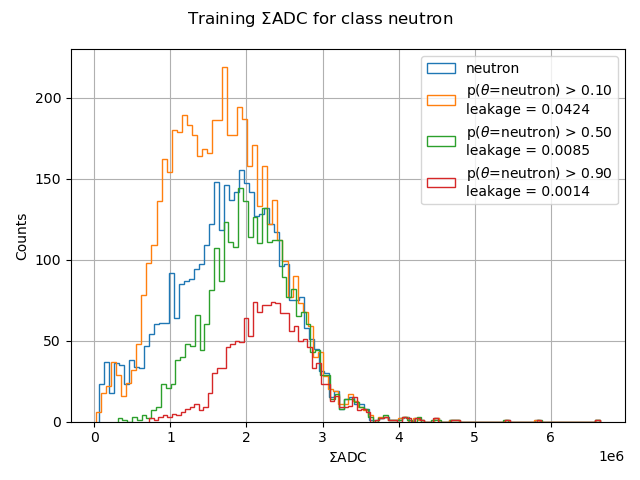 Training ΣADC for class neutron
neutron
p(θ=neutron) > 0.10
leakage = 0.0424
p(θ=neutron) > 0.50
leakage = 0.0085
p(θ=neutron) > 0.90
leakage = 0.0014
Counts
200
150
100
50
0
0 1 2 3 4 5 6
1e6
ΣADC